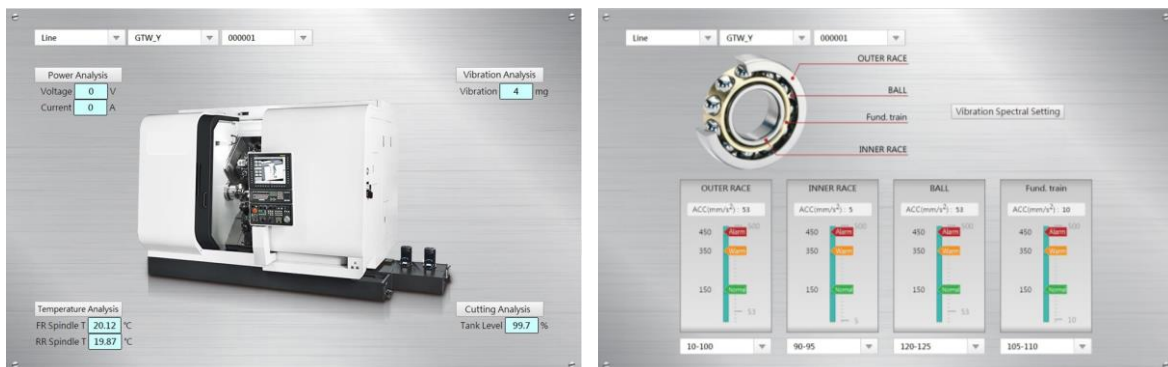 Line GTW_Y 000001
Power Analysis
Voltage 0 V
Current 0 A
Vibration Analysis
Vibration 4 mg
Temperature Analysis
FR Spindle T 20.12 ℃
RR Spindle T 19.87 ℃
Cutting Analysis
Tank Level 99.7 %
Line GTW_Y 000001
OUTER RACE
BALL
Fund. train
INNER RACE
Vibration Spectral Setting
OUTER RACE
ACC(mm/s²) : 53
500
450 Alarm
350 Warn
150 Normal
53
10-100
INNER RACE
ACC(mm/s²) : 5
500
450 Alarm
350 Warn
150 Normal
5
90-95
BALL
ACC(mm/s²) : 53
500
450 Alarm
350 Warn
150 Normal
53
120-125
Fund. train
ACC(mm/s²) : 10
500
450 Alarm
350 Warn
150 Normal
10
105-110